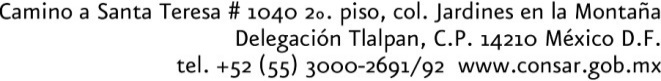 Camino a Santa Teresa # 1040 2o. piso, col. Jardines en la Montaña
Delegación Tlalpan, C.P. 14210 México D.F.
tel. +52 (55) 3000-2691/92 www.consar.gob.mx